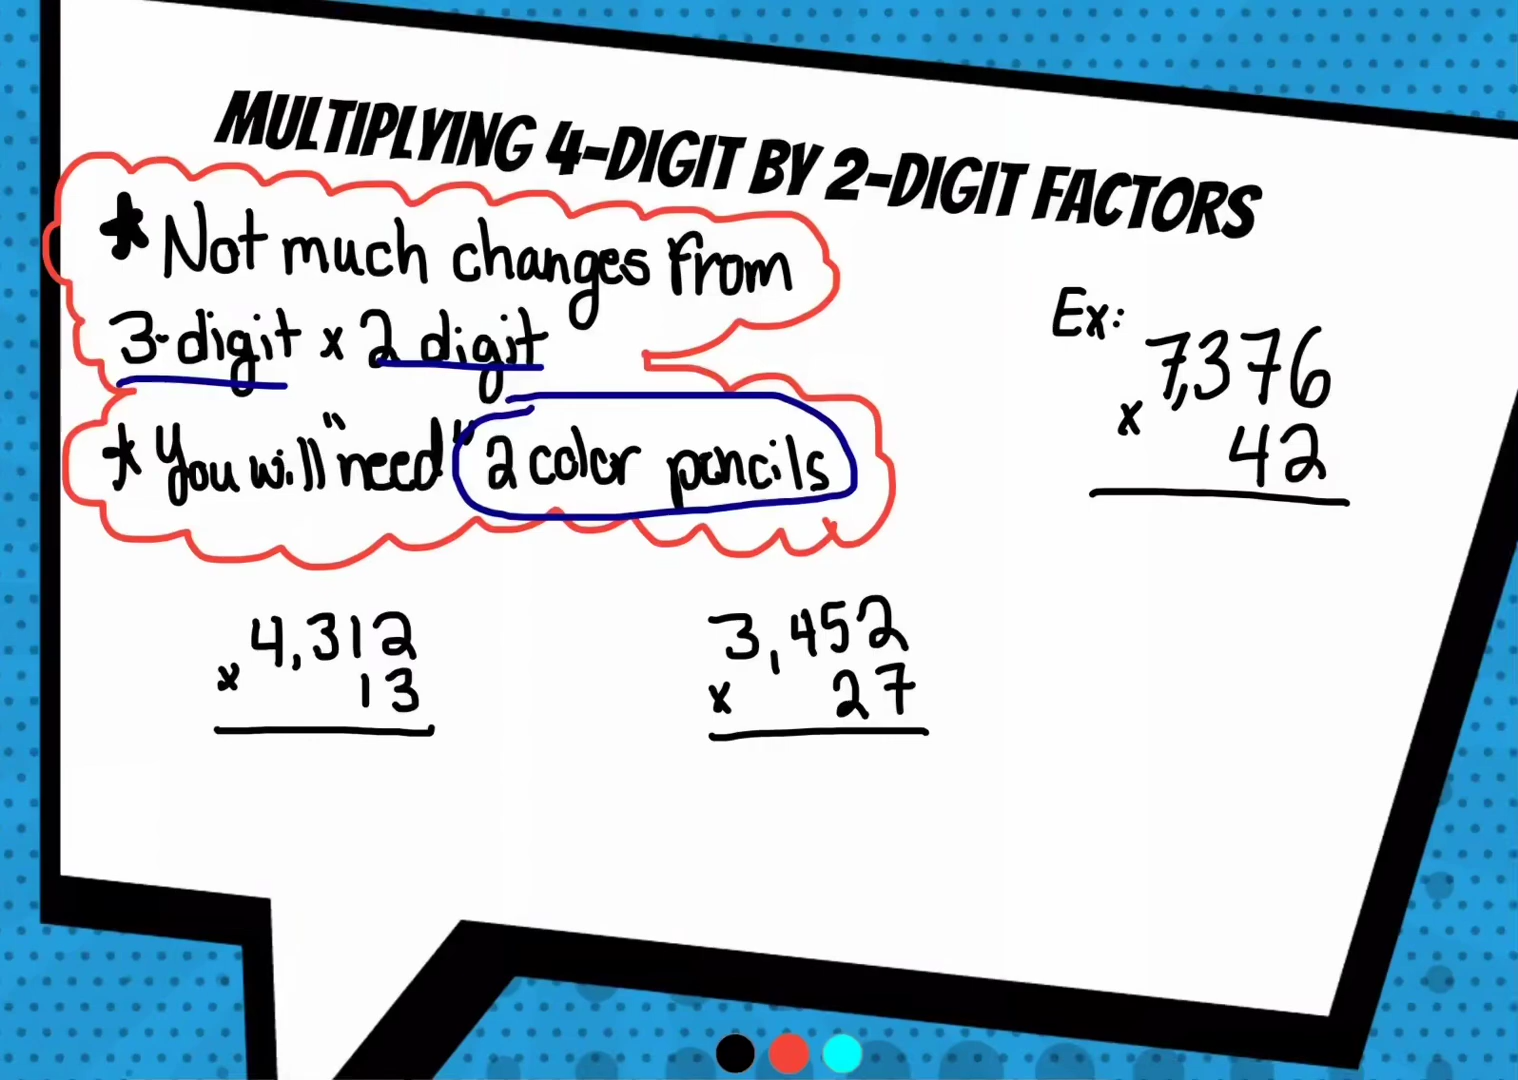 MULTIPLYING 4-DIGIT BY 2-DIGIT FACTORS
* Not much changes from
3-digit x 2 digit
* You will "need" 2 color pencils
Ex:
7,376
x 42
4,312
x 13
3,452
x 27